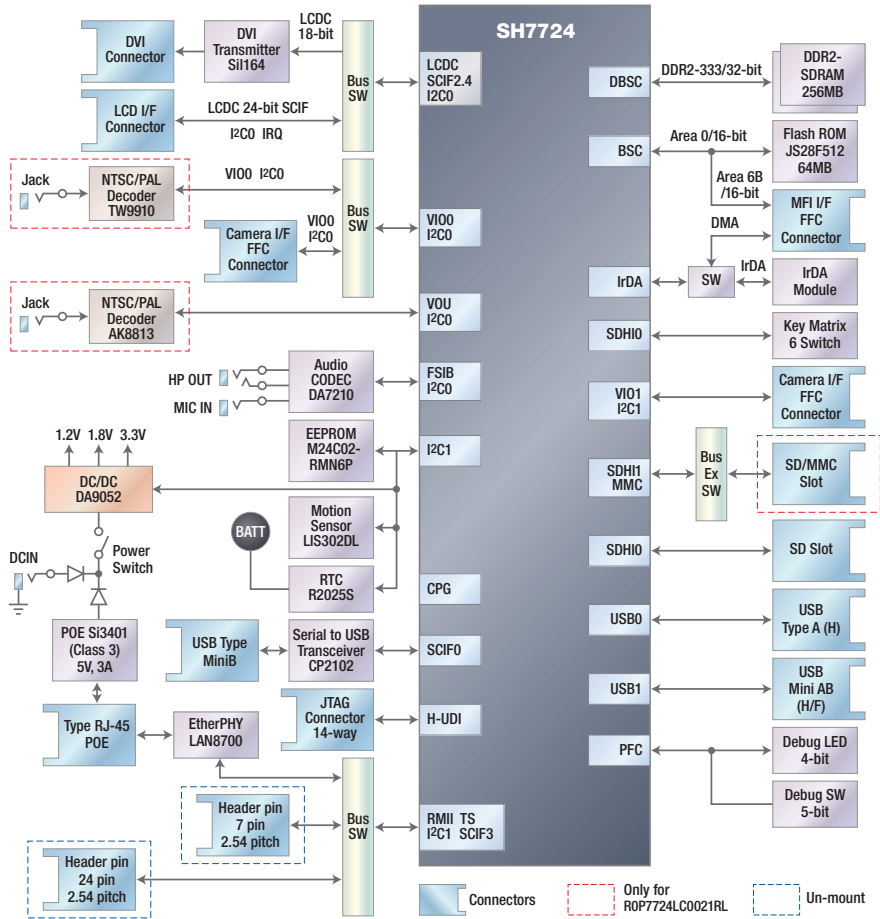 SH7724
LCDC
18-bit
DVI
Connector
DVI
Transmitter
SiI164
Bus
SW
LCDC
SCIF2.4
I2C0
LCD I/F
Connector
LCDC 24-bit SCIF
I²C0 IRQ
Jack
NTSC/PAL
Decoder
TW9910
VIO0 I²C0
Camera I/F
FFC
Connector
VIO0
I²C0
Bus
SW
VIO0
I²C0
Jack
NTSC/PAL
Decoder
AK8813
VOU
I²C0
HP OUT
MIC IN
Audio
CODEC
DA7210
FSIB
I²C0
EEPROM
M24C02-
RMN6P
I²C1
1.2V
1.8V
3.3V
DC/DC
DA9052
Motion
Sensor
LIS302DL
BATT
RTC
R2025S
CPG
DCIN
Power
Switch
POE Si3401
(Class 3)
5V, 3A
USB Type
MiniB
Serial to USB
Transceiver
CP2102
SCIF0
Type RJ-45
POE
EtherPHY
LAN8700
JTAG
Connector
14-way
H-UDI
Header pin
7 pin
2.54 pitch
Bus
SW
RMII TS
I²C1 SCIF3
Header pin
24 pin
2.54 pitch
DBSC
DDR2-333/32-bit
DDR2-
SDRAM
256MB
BSC
Area 0/16-bit
Flash ROM
JS28F512
64MB
Area 6B
/16-bit
MFI I/F
FFC
Connector
DMA
IrDA
SW
IrDA
IrDA
Module
SDHI0
Key Matrix
6 Switch
VIO1
I²C1
Camera I/F
FFC
Connector
SDHI1
MMC
Bus
Ex
SW
SD/MMC
Slot
SDHI0
SD Slot
USB0
USB
Type A (H)
USB1
USB
Mini AB
(H/F)
PFC
Debug LED
4-bit
Debug SW
5-bit
Connectors
Only for
R0P7724LC0021RL
Un-mount